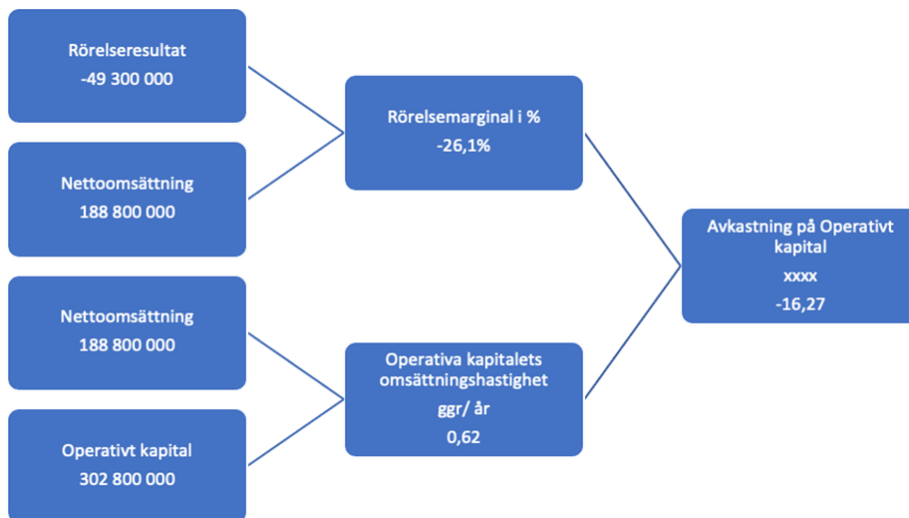 Rörelseresultat
-49 300 000
Nettoomsättning
188 800 000
Nettoomsättning
188 800 000
Operativt kapital
302 800 000
Rörelsemarginal i %
-26,1%
Operativa kapitalets
omsättningshastighet
ggr/ år
0,62
Avkastning på Operativt
kapital
xxxx
-16,27